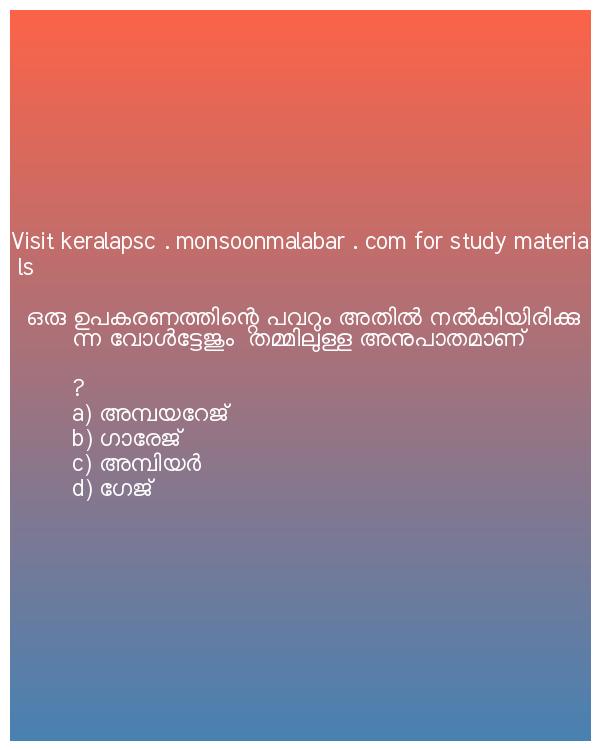 Visit keralapsc . monsoonmalabar . com for study materia
ls
ഒരു ഉപകരണത്തിന്റെ പവറും അതിൽ നൽകിയിരിക്കു
ന്ന വോൾട്ടേജും തമ്മിലുള്ള അനുപാതമാണ്
?
a) അമ്പയറേജ്
b) ഗാരേജ്
c) അമ്പിയർ
d) ഗേജ്